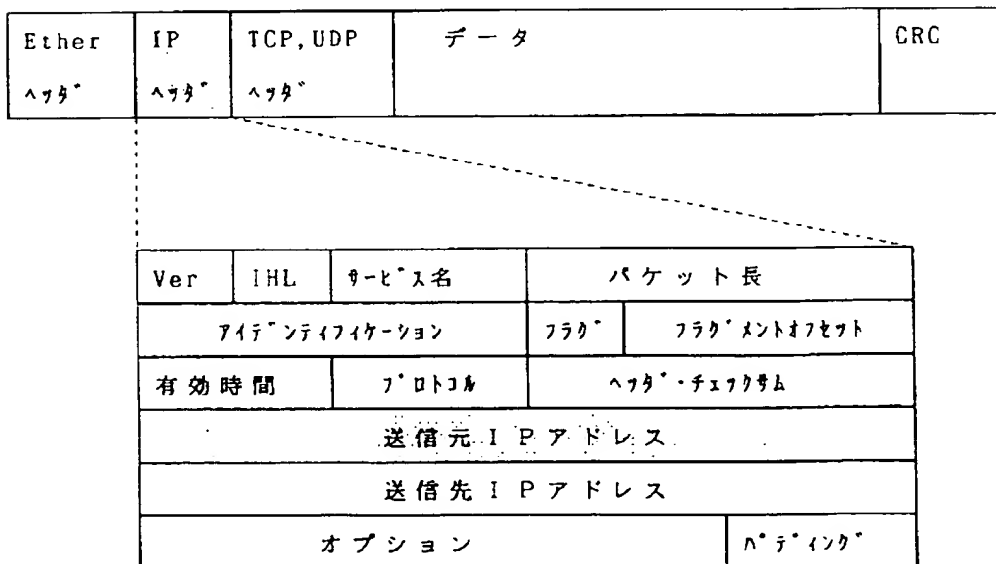 Ether IP TCP,UDP データ CRC
ﾍｯﾀﾞ ﾍｯﾀﾞ ﾍｯﾀﾞ
Ver IHL ｻｰﾋﾞｽ名 パケット長
ｱｲﾃﾞﾝﾃｨﾌｨｹｰｼｮﾝ ﾌﾗｸﾞ ﾌﾗｸﾞﾒﾝﾄｵﾌｾｯﾄ
有効時間 ﾌﾟﾛﾄｺﾙ ﾍｯﾀﾞ・ﾁｪｯｸｻﾑ
送信元IPアドレス
送信先IPアドレス
オプション ﾊﾟﾃﾞｨﾝｸﾞ